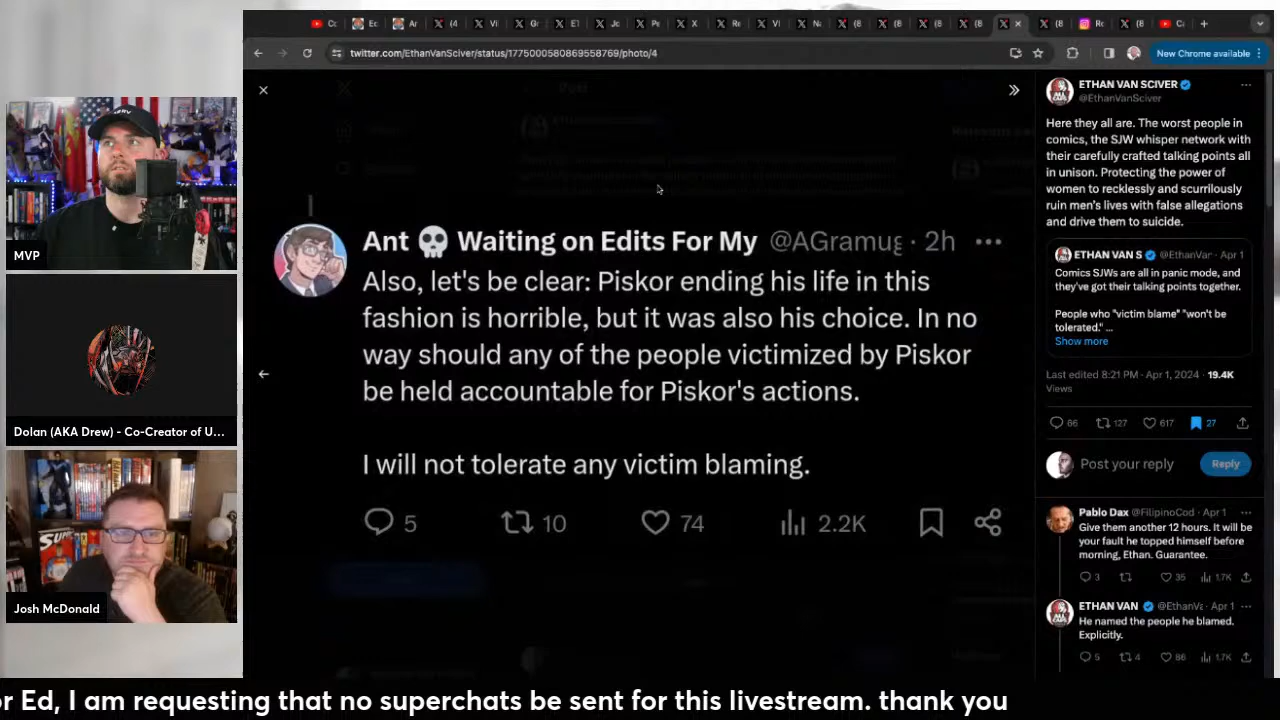 twitter.com/EthanVanSciver/status/1775000580869558769/photo/4
New Chrome available
MVP
Dolan (AKA Drew) - Co-Creator of U...
Josh McDonald
Ant 💀 Waiting on Edits For My @AGramug · 2h
Also, let's be clear: Piskor ending his life in this
fashion is horrible, but it was also his choice. In no
way should any of the people victimized by Piskor
be held accountable for Piskor's actions.
I will not tolerate any victim blaming.
5 10 74 2.2K
ETHAN VAN SCIVER
@EthanVanSciver
Here they all are. The worst people in
comics, the SJW whisper network with
their carefully crafted talking points all
in unison. Protecting the power of
women to recklessly and scurrilously
ruin men's lives with false allegations
and drive them to suicide.
ETHAN VAN S @EthanVar · Apr 1
Comics SJWs are all in panic mode, and
they've got their talking points together.
People who "victim blame" "won't be
tolerated." ...
Show more
Last edited 8:21 PM · Apr 1, 2024 · 19.4K
Views
86 127 617 27
Post your reply
Reply
Pablo Dax @FilipinoCod · Apr 1
Give them another 12 hours. It will be
your fault he topped himself before
morning, Ethan. Guarantee.
3 35 1.7K
ETHAN VAN @EthanVa · Apr 1
He named the people he blamed.
Explicitly.
5 4 86 1.7K
or Ed, I am requesting that no superchats be sent for this livestream. thank you